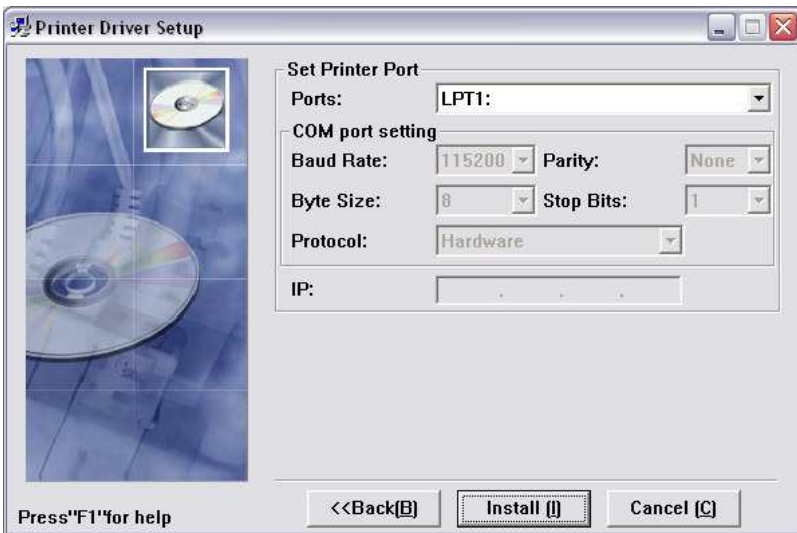 Printer Driver Setup
Set Printer Port
Ports: LPT1:
COM port setting
Baud Rate: 115200 Parity: None
Byte Size: 8 Stop Bits: 1
Protocol: Hardware
IP: . . .
<<Back(B) Install (I) Cancel (C)
Press"F1"for help